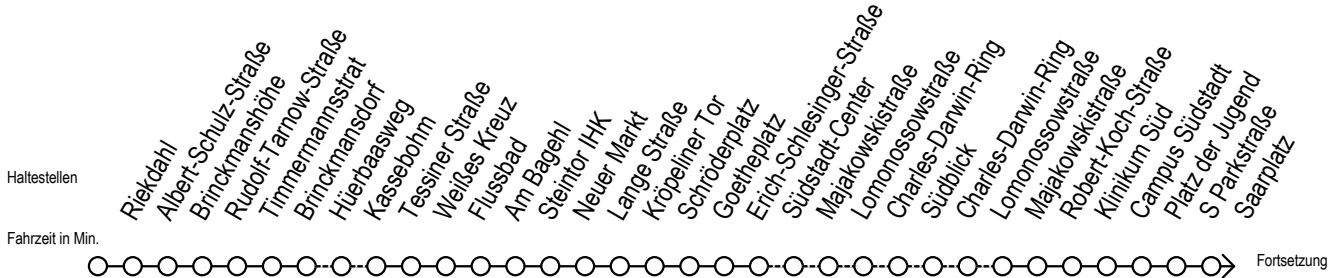 Haltestellen
Riekdahl
Albert-Schulz-Straße
Brinckmanshöhe
Rudolf-Tarnow-Straße
Timmermannsstrat
Brinckmansdorf
Hüerbaasweg
Kassebohm
Tessiner Straße
Weißes Kreuz
Flussbad
Am Bagehl
Steintor IHK
Neuer Markt
Lange Straße
Kröpeliner Tor
Schröderplatz
Goetheplatz
Erich-Schlesinger-Straße
Südstadt-Center
Majakowskistraße
Lomonossowstraße
Charles-Darwin-Ring
Südblick
Charles-Darwin-Ring
Lomonossowstraße
Majakowskistraße
Robert-Koch-Straße
Klinikum Süd
Campus Südstadt
Platz der Jugend
S Parkstraße
Saarplatz
Fahrzeit in Min.
Fortsetzung